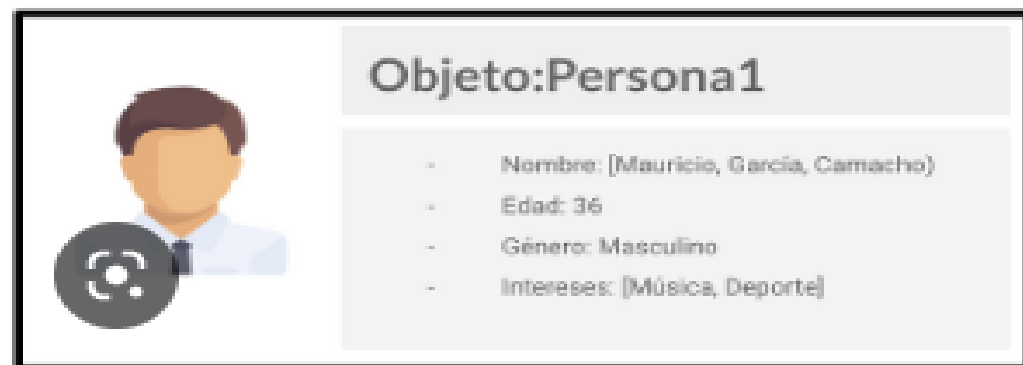 Objeto:Persona1
- Nombre: [Mauricio, García, Camacho)
- Edad: 36
- Género: Masculino
- Intereses: [Música, Deporte]